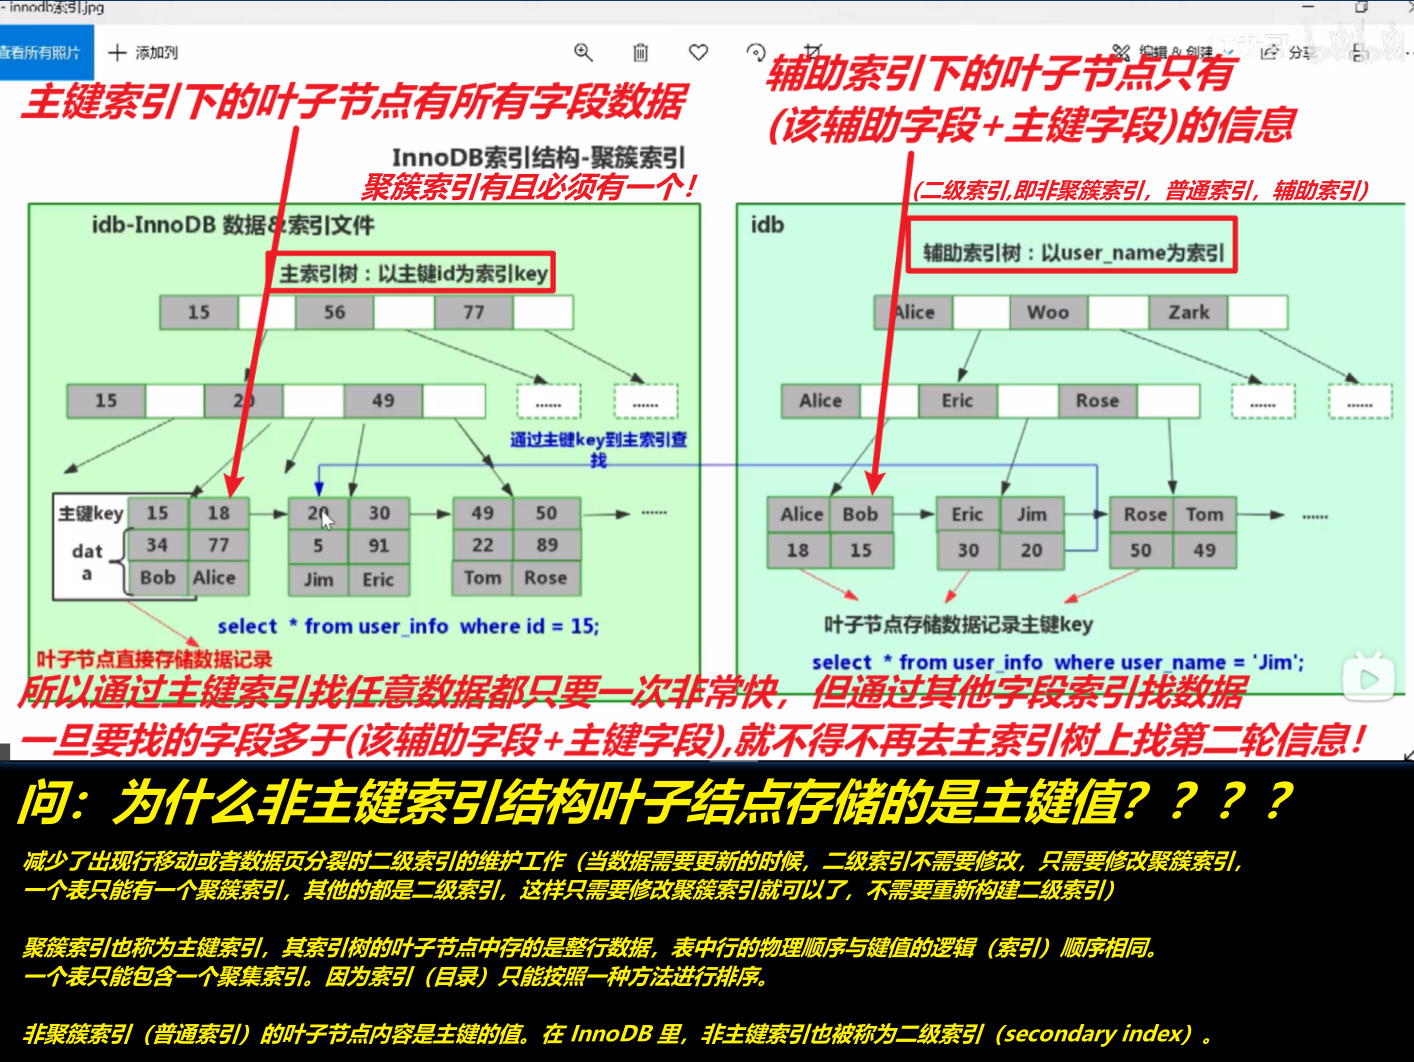 - innodb索引.jpg
查看所有照片
添加到
编辑 & 创建
分享
主键索引下的叶子节点有所有字段数据
辅助索引下的叶子节点只有
(该辅助字段+主键字段)的信息
InnoDB索引结构-聚簇索引
聚簇索引有且必须有一个!
(二级索引,即非聚簇索引，普通索引，辅助索引)
idb-InnoDB 数据&索引文件
主索引树：以主键id为索引key
15 56 77
15 20 49
...... ......
通过主键key到主索引查
找
主键key 15 18 20 30 49 50 ......
dat
a
34 77 5 91 22 89
Bob Alice Jim Eric Tom Rose
select * from user_info where id = 15;
叶子节点直接存储数据记录
idb
辅助索引树：以user_name为索引
Alice Woo Zark
Alice Eric Rose
...... ......
Alice Bob Eric Jim Rose Tom ......
18 15 30 20 50 49
叶子节点存储数据记录主键key
select * from user_info where user_name = 'Jim';
所以通过主键索引找任意数据都只要一次非常快，但通过其他字段索引找数据
一旦要找的字段多于(该辅助字段+主键字段),就不得不再去主索引树上找第二轮信息!
问：为什么非主键索引结构叶子结点存储的是主键值？？？？
减少了出现行移动或者数据页分裂时二级索引的维护工作（当数据需要更新的时候，二级索引不需要修改，只需要修改聚簇索引，
一个表只能有一个聚簇索引，其他的都是二级索引，这样只需要修改聚簇索引就可以了，不需要重新构建二级索引）
聚簇索引也称为主键索引，其索引树的叶子节点中存的是整行数据，表中行的物理顺序与键值的逻辑（索引）顺序相同。
一个表只能包含一个聚集索引。因为索引（目录）只能按照一种方法进行排序。
非聚簇索引（普通索引）的叶子节点内容是主键的值。在 InnoDB 里，非主键索引也被称为二级索引（secondary index）。